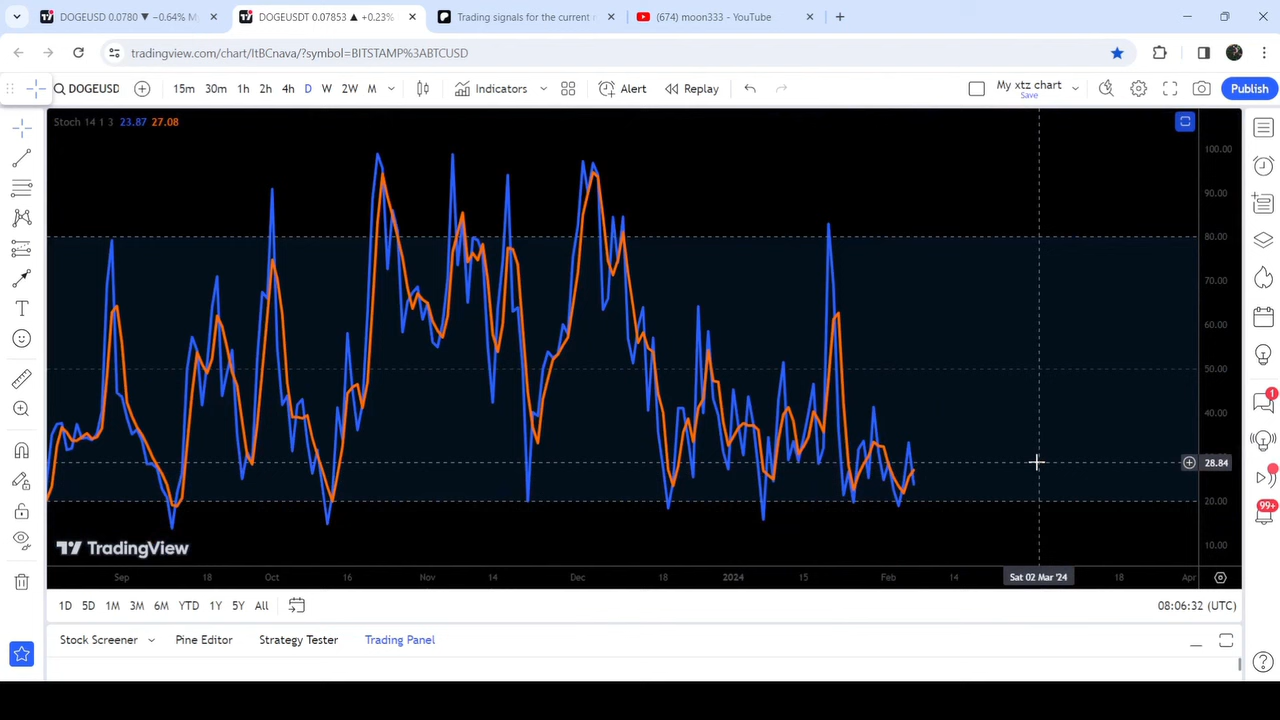 DOGEUSD 0.0780 ▼ −0.64% M
DOGEUSDT 0.07853 ▲ +0.23%
Trading signals for the current
(674) moon333 - YouTube
tradingview.com/chart/ItBCnava/?symbol=BITSTAMP%3ABTCUSD
DOGEUSD
15m 30m 1h 2h 4h D W 2W M
Indicators
Alert
Replay
My xtz chart
Save
Publish
Stoch 14 1 3 23.87 27.08
100.00
90.00
80.00
70.00
60.00
50.00
40.00
28.84
20.00
10.00
TradingView
Sep 18 Oct 16 Nov 14 Dec 18 2024 15 Feb 14 Sat 02 Mar '24 18 Apr
1D 5D 1M 3M 6M YTD 1Y 5Y All
08:06:32 (UTC)
Stock Screener
Pine Editor
Strategy Tester
Trading Panel
1
99+